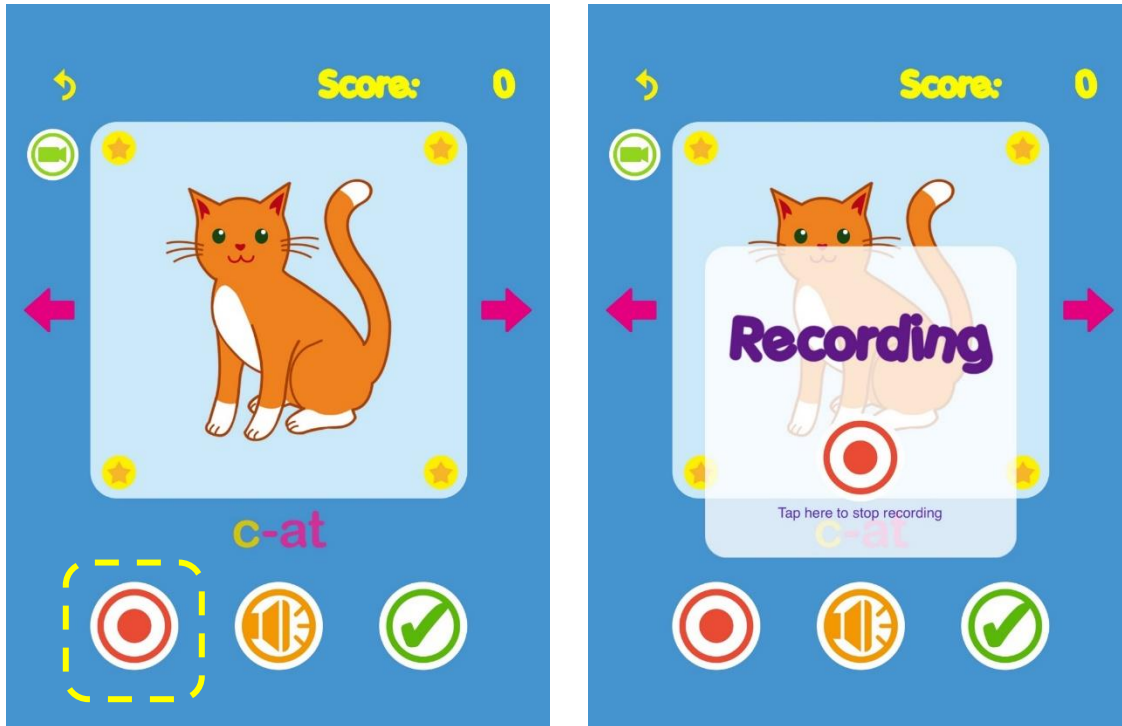 Score: 0
c-at
Score: 0
Recording
Tap here to stop recording
c-at